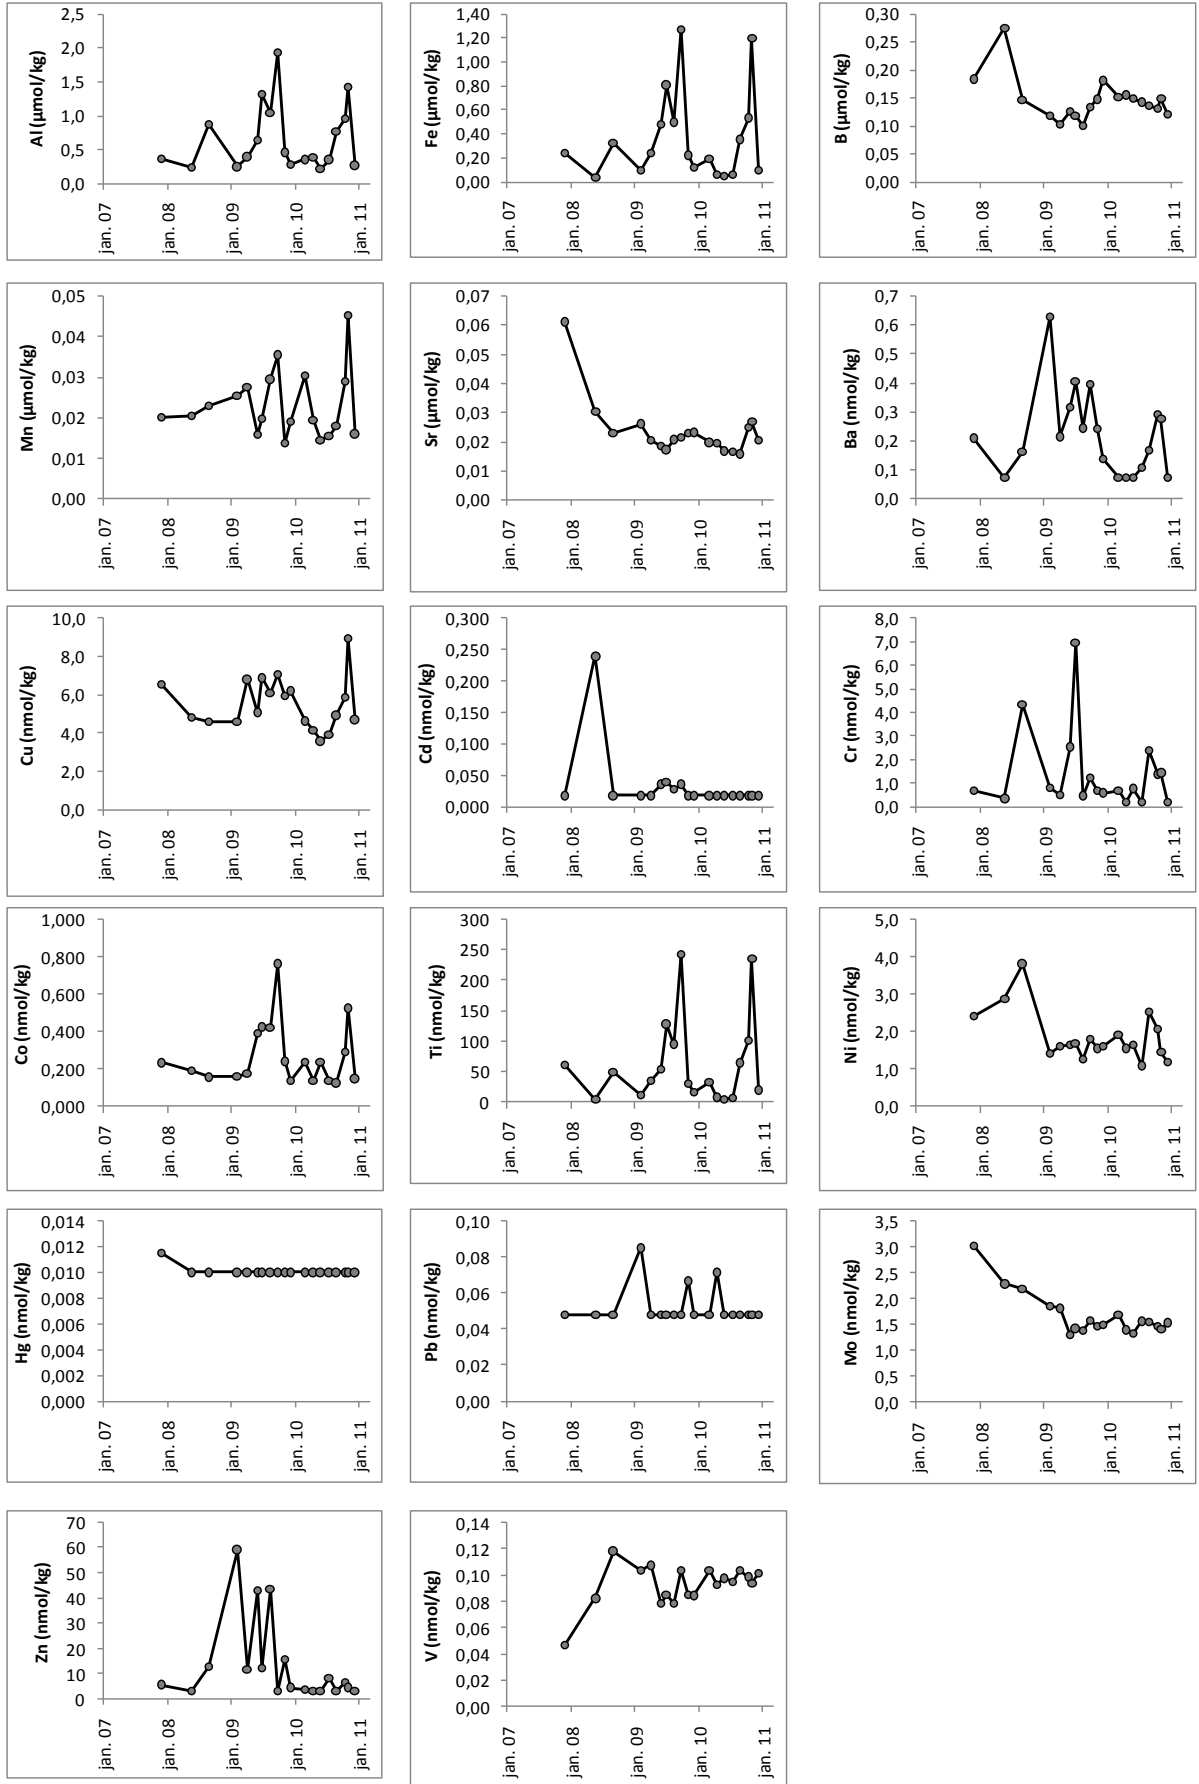 Al (µmol/kg)
2,5
2,0
1,5
1,0
0,5
0,0
jan. 07
jan. 08
jan. 09
jan. 10
jan. 11
Fe (µmol/kg)
1,40
1,20
1,00
0,80
0,60
0,40
0,20
0,00
jan. 07
jan. 08
jan. 09
jan. 10
jan. 11
B (µmol/kg)
0,30
0,25
0,20
0,15
0,10
0,05
0,00
jan. 07
jan. 08
jan. 09
jan. 10
jan. 11
Mn (µmol/kg)
0,05
0,04
0,03
0,02
0,01
0,00
jan. 07
jan. 08
jan. 09
jan. 10
jan. 11
Sr (µmol/kg)
0,07
0,06
0,05
0,04
0,03
0,02
0,01
0,00
jan. 07
jan. 08
jan. 09
jan. 10
jan. 11
Ba (nmol/kg)
0,7
0,6
0,5
0,4
0,3
0,2
0,1
0,0
jan. 07
jan. 08
jan. 09
jan. 10
jan. 11
Cu (nmol/kg)
10,0
8,0
6,0
4,0
2,0
0,0
jan. 07
jan. 08
jan. 09
jan. 10
jan. 11
Cd (nmol/kg)
0,300
0,250
0,200
0,150
0,100
0,050
0,000
jan. 07
jan. 08
jan. 09
jan. 10
jan. 11
Cr (nmol/kg)
8,0
7,0
6,0
5,0
4,0
3,0
2,0
1,0
0,0
jan. 07
jan. 08
jan. 09
jan. 10
jan. 11
Co (nmol/kg)
1,000
0,800
0,600
0,400
0,200
0,000
jan. 07
jan. 08
jan. 09
jan. 10
jan. 11
Ti (nmol/kg)
300
250
200
150
100
50
0
jan. 07
jan. 08
jan. 09
jan. 10
jan. 11
Ni (nmol/kg)
5,0
4,0
3,0
2,0
1,0
0,0
jan. 07
jan. 08
jan. 09
jan. 10
jan. 11
Hg (nmol/kg)
0,014
0,012
0,010
0,008
0,006
0,004
0,002
0,000
jan. 07
jan. 08
jan. 09
jan. 10
jan. 11
Pb (nmol/kg)
0,10
0,08
0,06
0,04
0,02
0,00
jan. 07
jan. 08
jan. 09
jan. 10
jan. 11
Mo (nmol/kg)
3,5
3,0
2,5
2,0
1,5
1,0
0,5
0,0
jan. 07
jan. 08
jan. 09
jan. 10
jan. 11
Zn (nmol/kg)
70
60
50
40
30
20
10
0
jan. 07
jan. 08
jan. 09
jan. 10
jan. 11
V (nmol/kg)
0,14
0,12
0,10
0,08
0,06
0,04
0,02
0,00
jan. 07
jan. 08
jan. 09
jan. 10
jan. 11